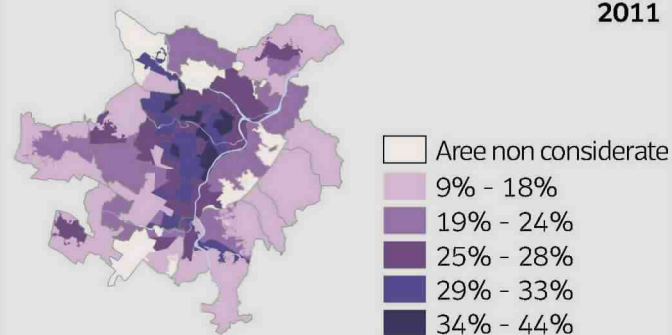 2011
Aree non considerate
9% - 18%
19% - 24%
25% - 28%
29% - 33%
34% - 44%